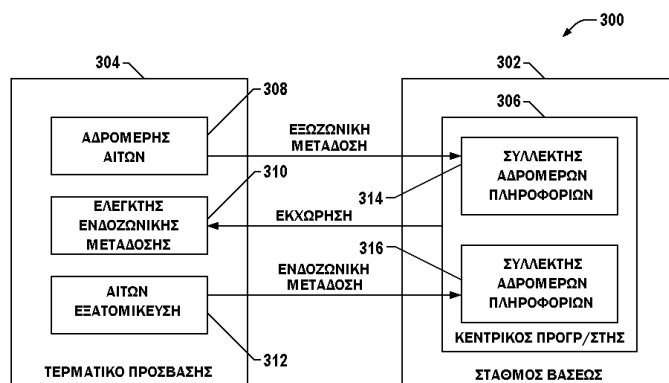 300
304
302
308
306
ΑΔΡΟΜΕΡΗΣ
ΑΙΤΩΝ
ΕΞΩΖΩΝΙΚΗ
ΜΕΤΑΔΟΣΗ
ΣΥΛΛΕΚΤΗΣ
ΑΔΡΟΜΕΡΩΝ
ΠΛΗΡΟΦΟΡΙΩΝ
310
314
ΕΛΕΓΚΤΗΣ
ΕΝΔΟΖΩΝΙΚΗΣ
ΜΕΤΑΔΟΣΗΣ
ΕΚΧΩΡΗΣΗ
316
ΑΙΤΩΝ
ΕΞΑΤΟΜΙΚΕΥΣΗ
ΕΝΔΟΖΩΝΙΚΗ
ΜΕΤΑΔΟΣΗ
ΣΥΛΛΕΚΤΗΣ
ΑΔΡΟΜΕΡΩΝ
ΠΛΗΡΟΦΟΡΙΩΝ
312
ΚΕΝΤΡΙΚΟΣ ΠΡΟΓΡ/ΣΤΗΣ
ΤΕΡΜΑΤΙΚΟ ΠΡΟΣΒΑΣΗΣ
ΣΤΑΘΜΟΣ ΒΑΣΕΩΣ